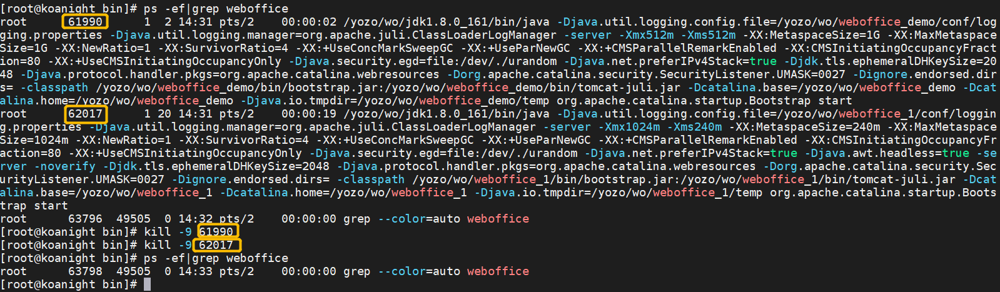 [root@koanight bin]# ps -ef|grep weboffice
root      61990      1  2 14:31 pts/2    00:00:02 /yozo/wo/jdk1.8.0_161/bin/java -Djava.util.logging.config.file=/yozo/wo/weboffice_demo/conf/log
ging.properties -Djava.util.logging.manager=org.apache.juli.ClassLoaderLogManager -server -Xmx512m -Xms512m -XX:MetaspaceSize=1G -XX:MaxMetaspace
Size=1G -XX:NewRatio=1 -XX:SurvivorRatio=4 -XX:+UseConcMarkSweepGC -XX:+UseParNewGC -XX:+CMSParallelRemarkEnabled -XX:CMSInitiatingOccupancyFract
ion=80 -XX:+UseCMSInitiatingOccupancyOnly -Djava.security.egd=file:/dev/./urandom -Djava.net.preferIPv4Stack=true -Djdk.tls.ephemeralDHKeySize=20
48 -Djava.protocol.handler.pkgs=org.apache.catalina.webresources -Dorg.apache.catalina.security.SecurityListener.UMASK=0027 -Dignore.endorsed.dir
s= -classpath /yozo/wo/weboffice_demo/bin/bootstrap.jar:/yozo/wo/weboffice_demo/bin/tomcat-juli.jar -Dcatalina.base=/yozo/wo/weboffice_demo -Dcat
alina.home=/yozo/wo/weboffice_demo -Djava.io.tmpdir=/yozo/wo/weboffice_demo/temp org.apache.catalina.startup.Bootstrap start
root      62017      1 20 14:31 pts/2    00:00:19 /yozo/wo/jdk1.8.0_161/bin/java -Djava.util.logging.config.file=/yozo/wo/weboffice_1/conf/loggin
g.properties -Djava.util.logging.manager=org.apache.juli.ClassLoaderLogManager -server -Xmx1024m -Xms240m -XX:MetaspaceSize=240m -XX:MaxMetaspace
Size=1024m -XX:NewRatio=1 -XX:SurvivorRatio=4 -XX:+UseConcMarkSweepGC -XX:+UseParNewGC -XX:+CMSParallelRemarkEnabled -XX:CMSInitiatingOccupancyFr
action=80 -XX:+UseCMSInitiatingOccupancyOnly -Djava.security.egd=file:/dev/./urandom -Djava.net.preferIPv4Stack=true -Djava.awt.headless=true -se
rver -noverify -Djdk.tls.ephemeralDHKeySize=2048 -Djava.protocol.handler.pkgs=org.apache.catalina.webresources -Dorg.apache.catalina.security.Sec
urityListener.UMASK=0027 -Dignore.endorsed.dirs= -classpath /yozo/wo/weboffice_1/bin/bootstrap.jar:/yozo/wo/weboffice_1/bin/tomcat-juli.jar -Dcat
alina.base=/yozo/wo/weboffice_1 -Dcatalina.home=/yozo/wo/weboffice_1 -Djava.io.tmpdir=/yozo/wo/weboffice_1/temp org.apache.catalina.startup.Boots
trap start
root      63796  49505  0 14:32 pts/2    00:00:00 grep --color=auto weboffice
[root@koanight bin]# kill -9 61990
[root@koanight bin]# kill -9 62017
[root@koanight bin]# ps -ef|grep weboffice
root      63798  49505  0 14:33 pts/2    00:00:00 grep --color=auto weboffice
[root@koanight bin]#